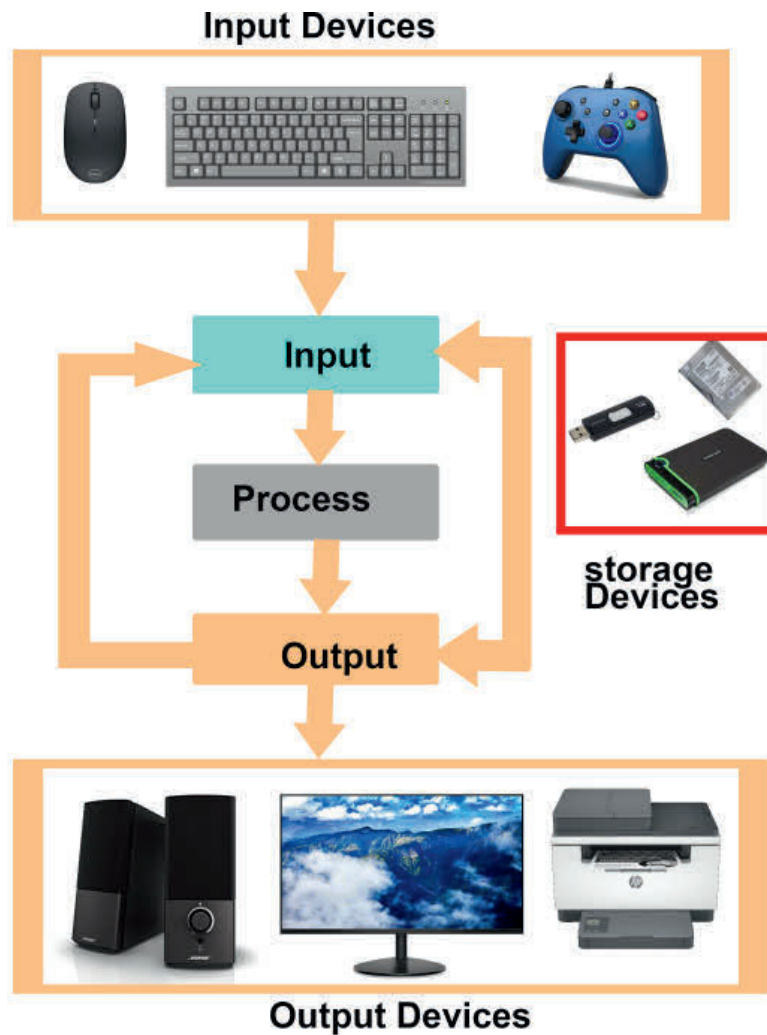 Input Devices
Input
Process
storage
Devices
Output
Output Devices